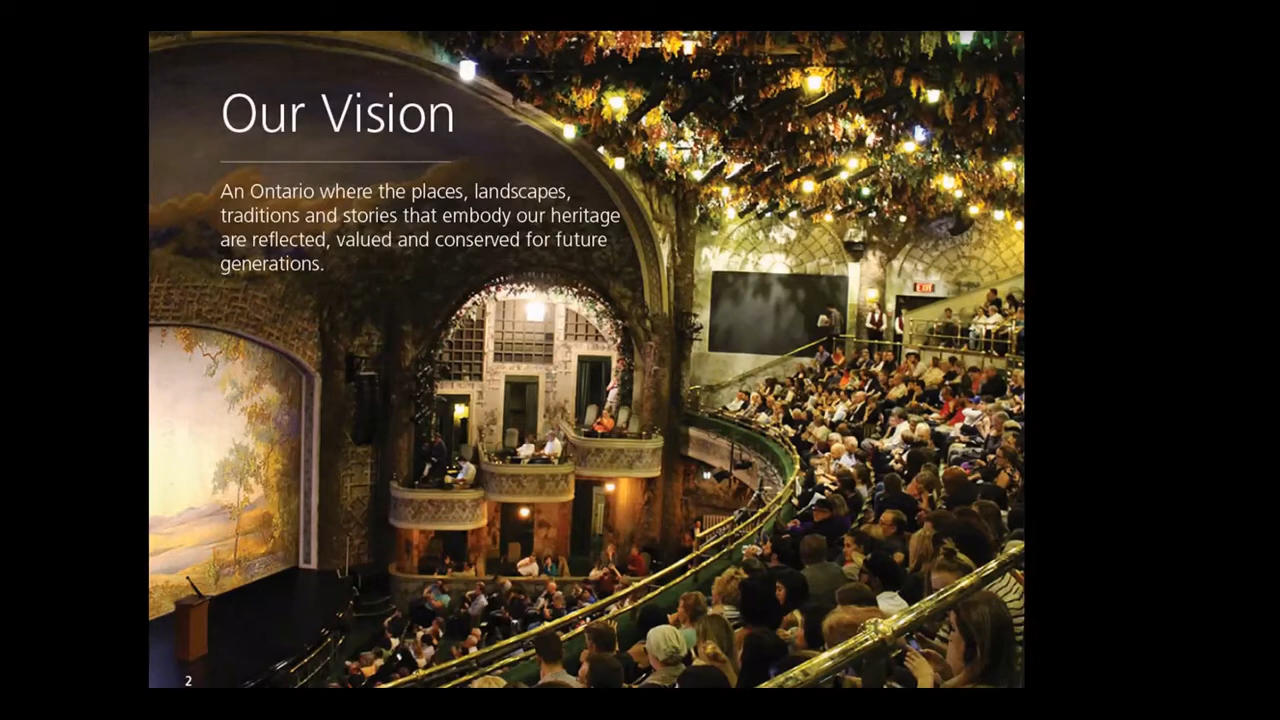 Our Vision
An Ontario where the places, landscapes,
traditions and stories that embody our heritage
are reflected, valued and conserved for future
generations.
EXIT
2